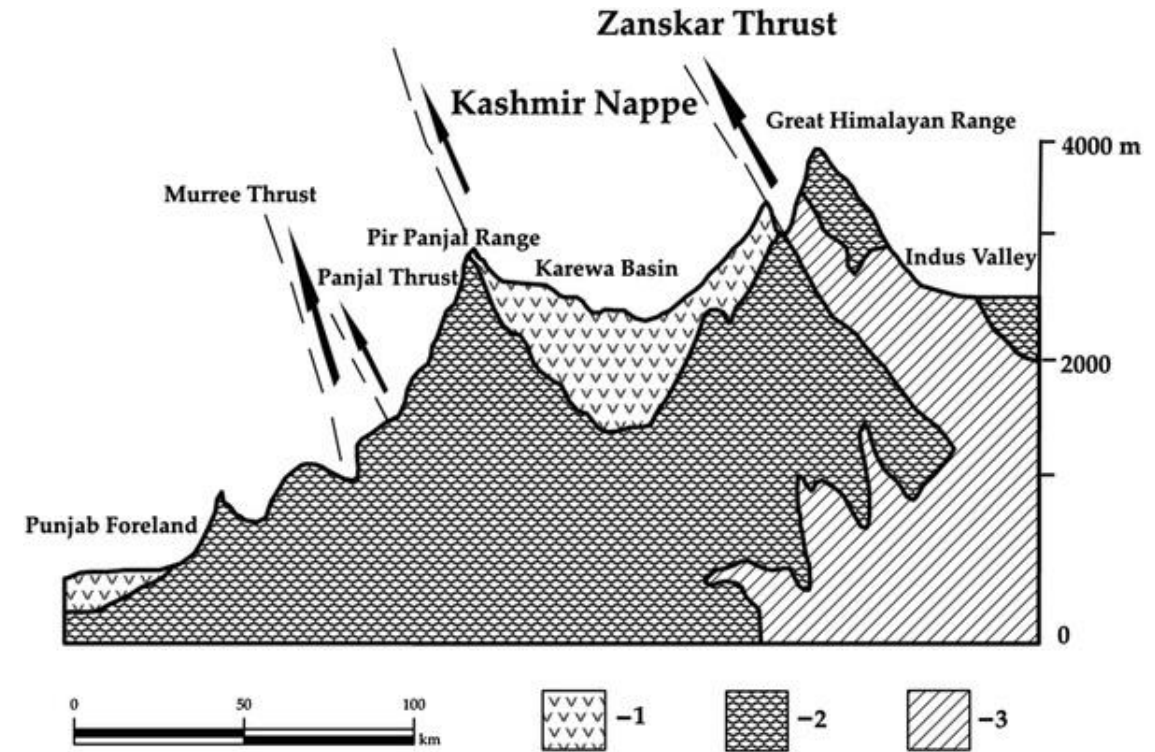 Zanskar Thrust
Kashmir Nappe
Great Himalayan Range
4000 m
Murree Thrust
Pir Panjal Range
Panjal Thrust
Karewa Basin
Indus Valley
2000
Punjab Foreland
0
0 50 100
km
-1
-2
-3